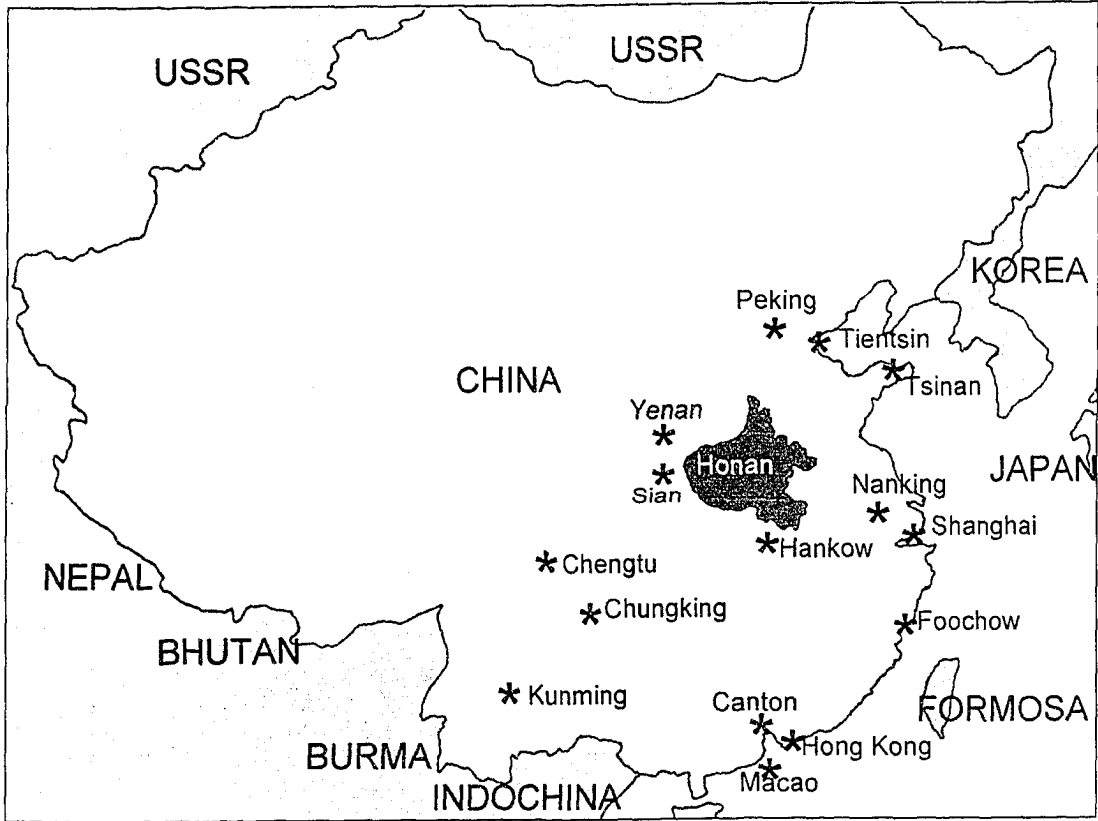 USSR
USSR
KOREA
Peking
Tientsin
Tsinan
CHINA
Yenan
Honan
JAPAN
Sian
Nanking
Shanghai
Hankow
Chengtu
NEPAL
Chungking
Foochow
BHUTAN
Kunming
Canton
FORMOSA
Hong Kong
BURMA
Macao
INDOCHINA